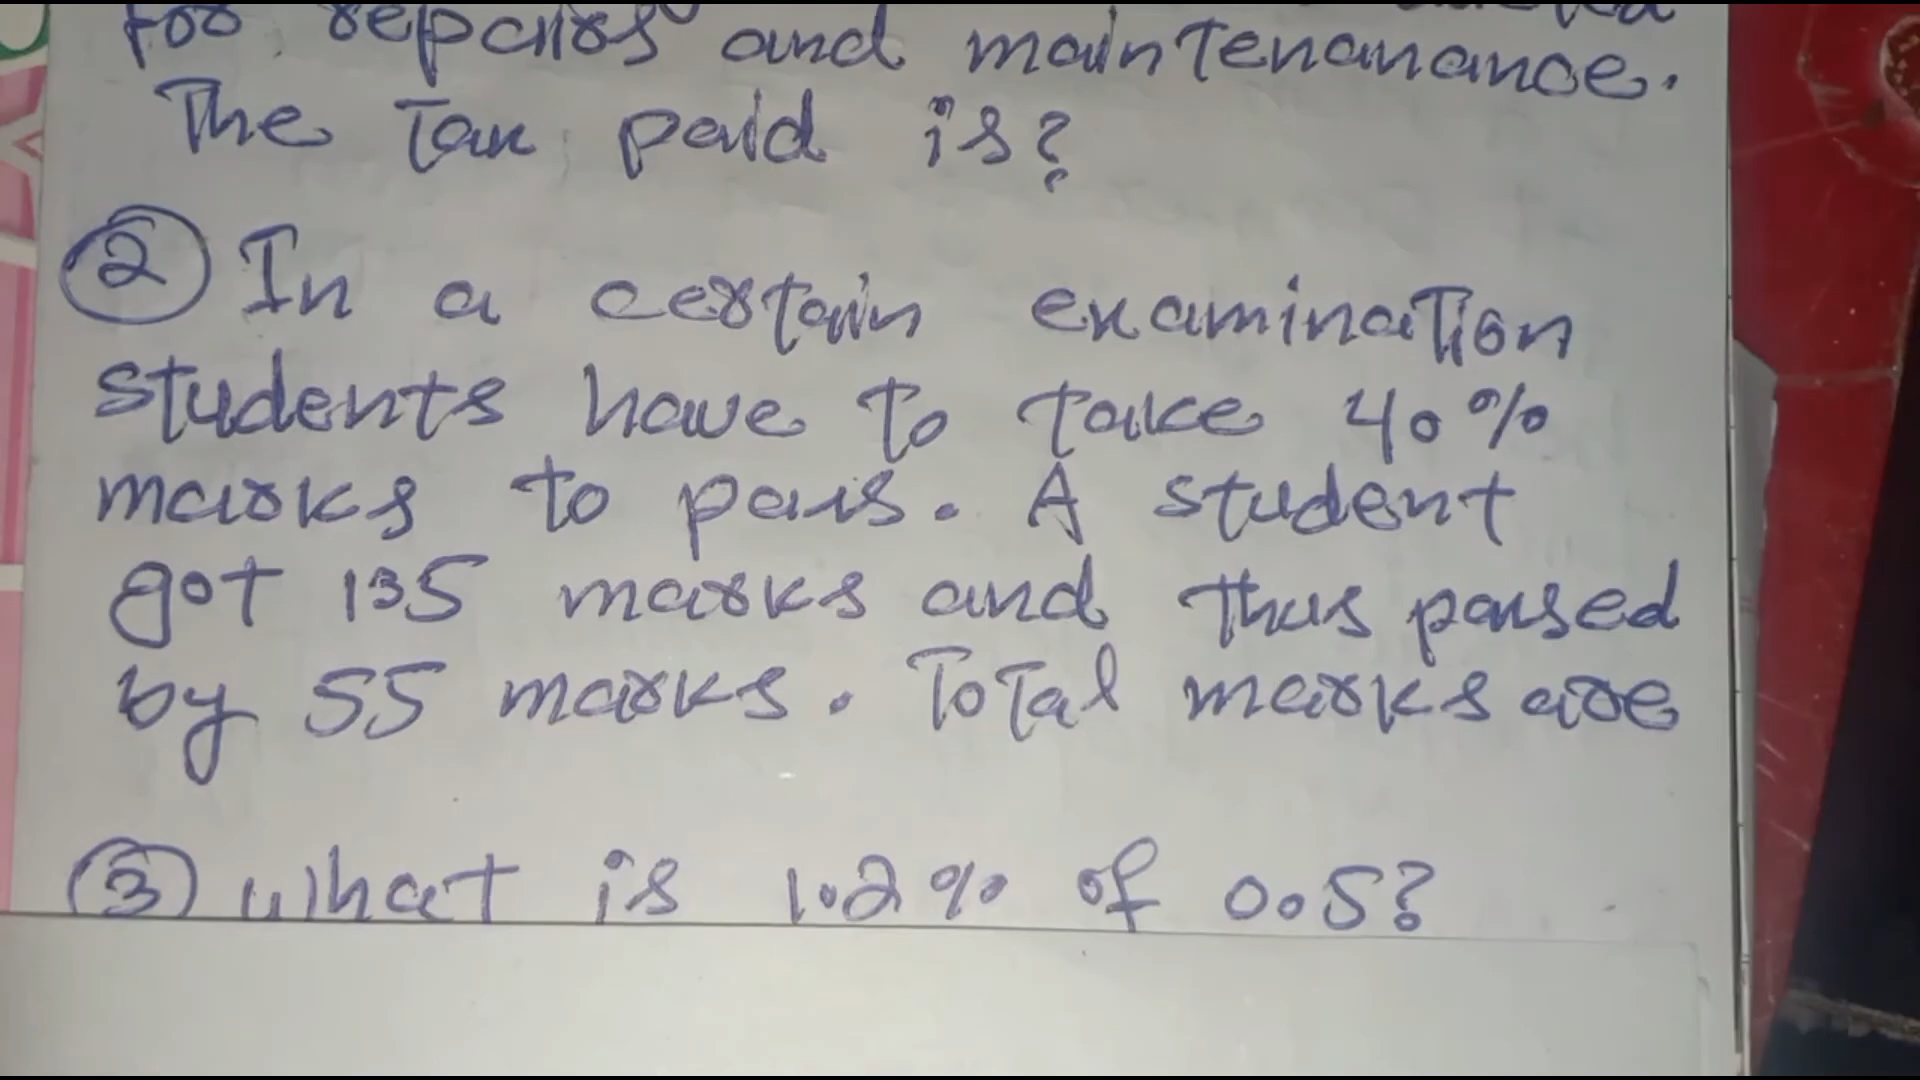 for repairs and maintenanance.
The Tax paid is?
② In a certain examination
students have to take 40%
marks to pass. A student
got 135 marks and thus passed
by 55 marks. Total marks are
③ What is 1.2% of 0.5?